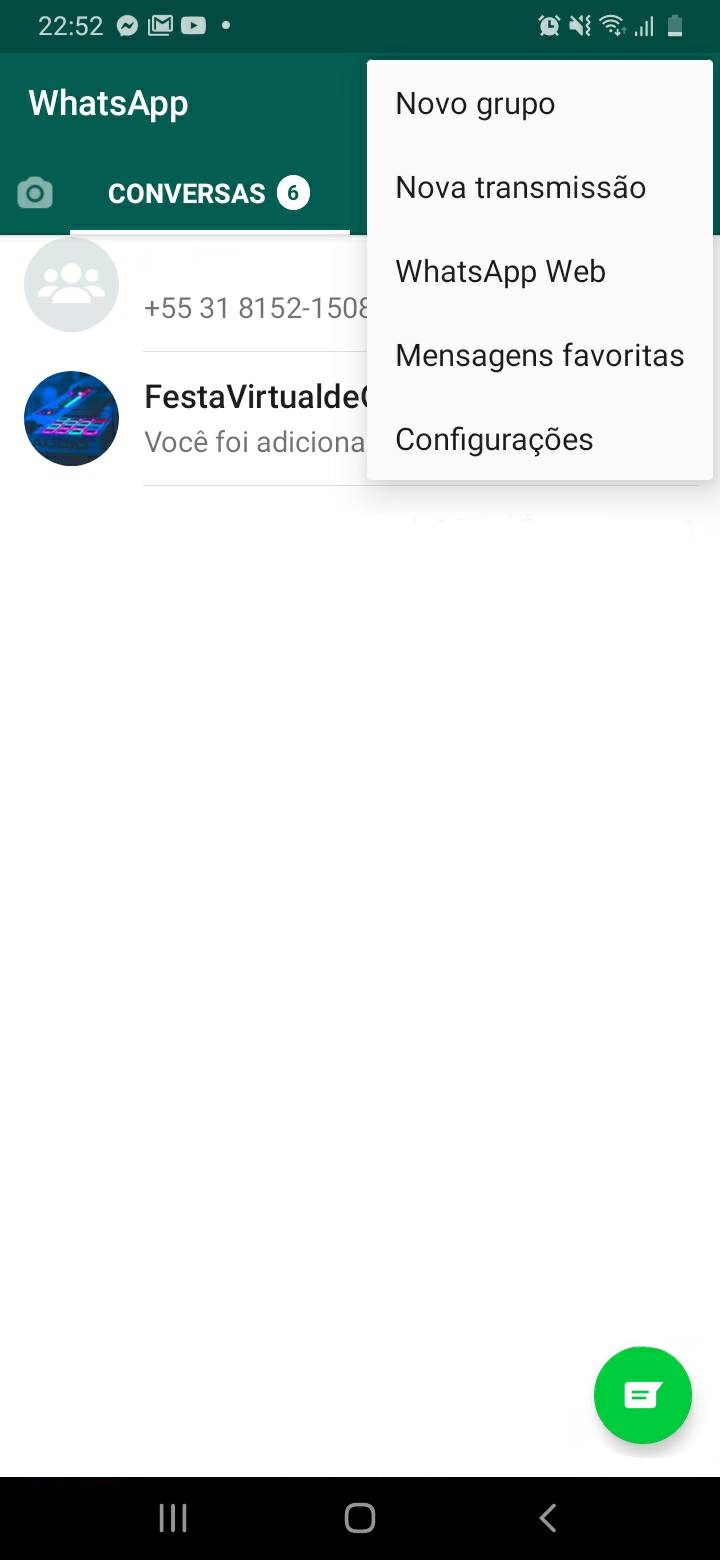 22:52
WhatsApp
CONVERSAS 6
Novo grupo
Nova transmissão
WhatsApp Web
Mensagens favoritas
Configurações
+55 31 8152-1508
FestaVirtualde
Você foi adiciona